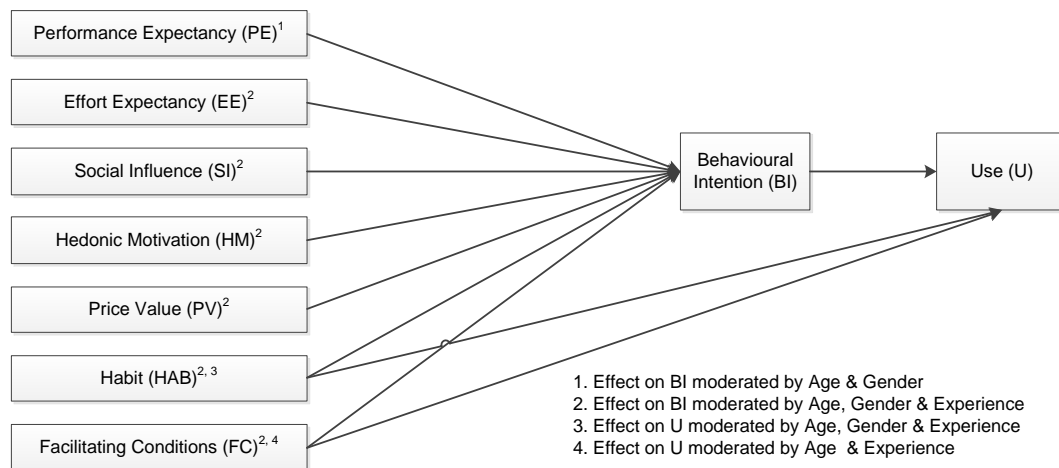 Performance Expectancy (PE)1
Effort Expectancy (EE)2
Social Influence (SI)2
Hedonic Motivation (HM)2
Price Value (PV)2
Habit (HAB)2, 3
Facilitating Conditions (FC)2, 4
Behavioural
Intention (BI)
Use (U)
1. Effect on BI moderated by Age & Gender
2. Effect on BI moderated by Age, Gender & Experience
3. Effect on U moderated by Age, Gender & Experience
4. Effect on U moderated by Age  & Experience